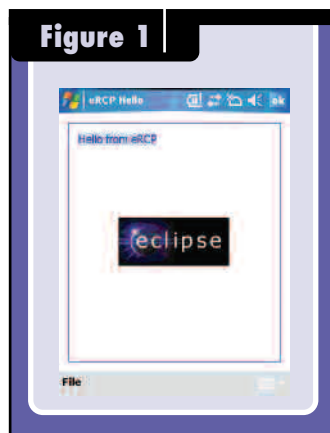 Figure 1
eRCP Hello
ok
Hello from eRCP
eclipse
File